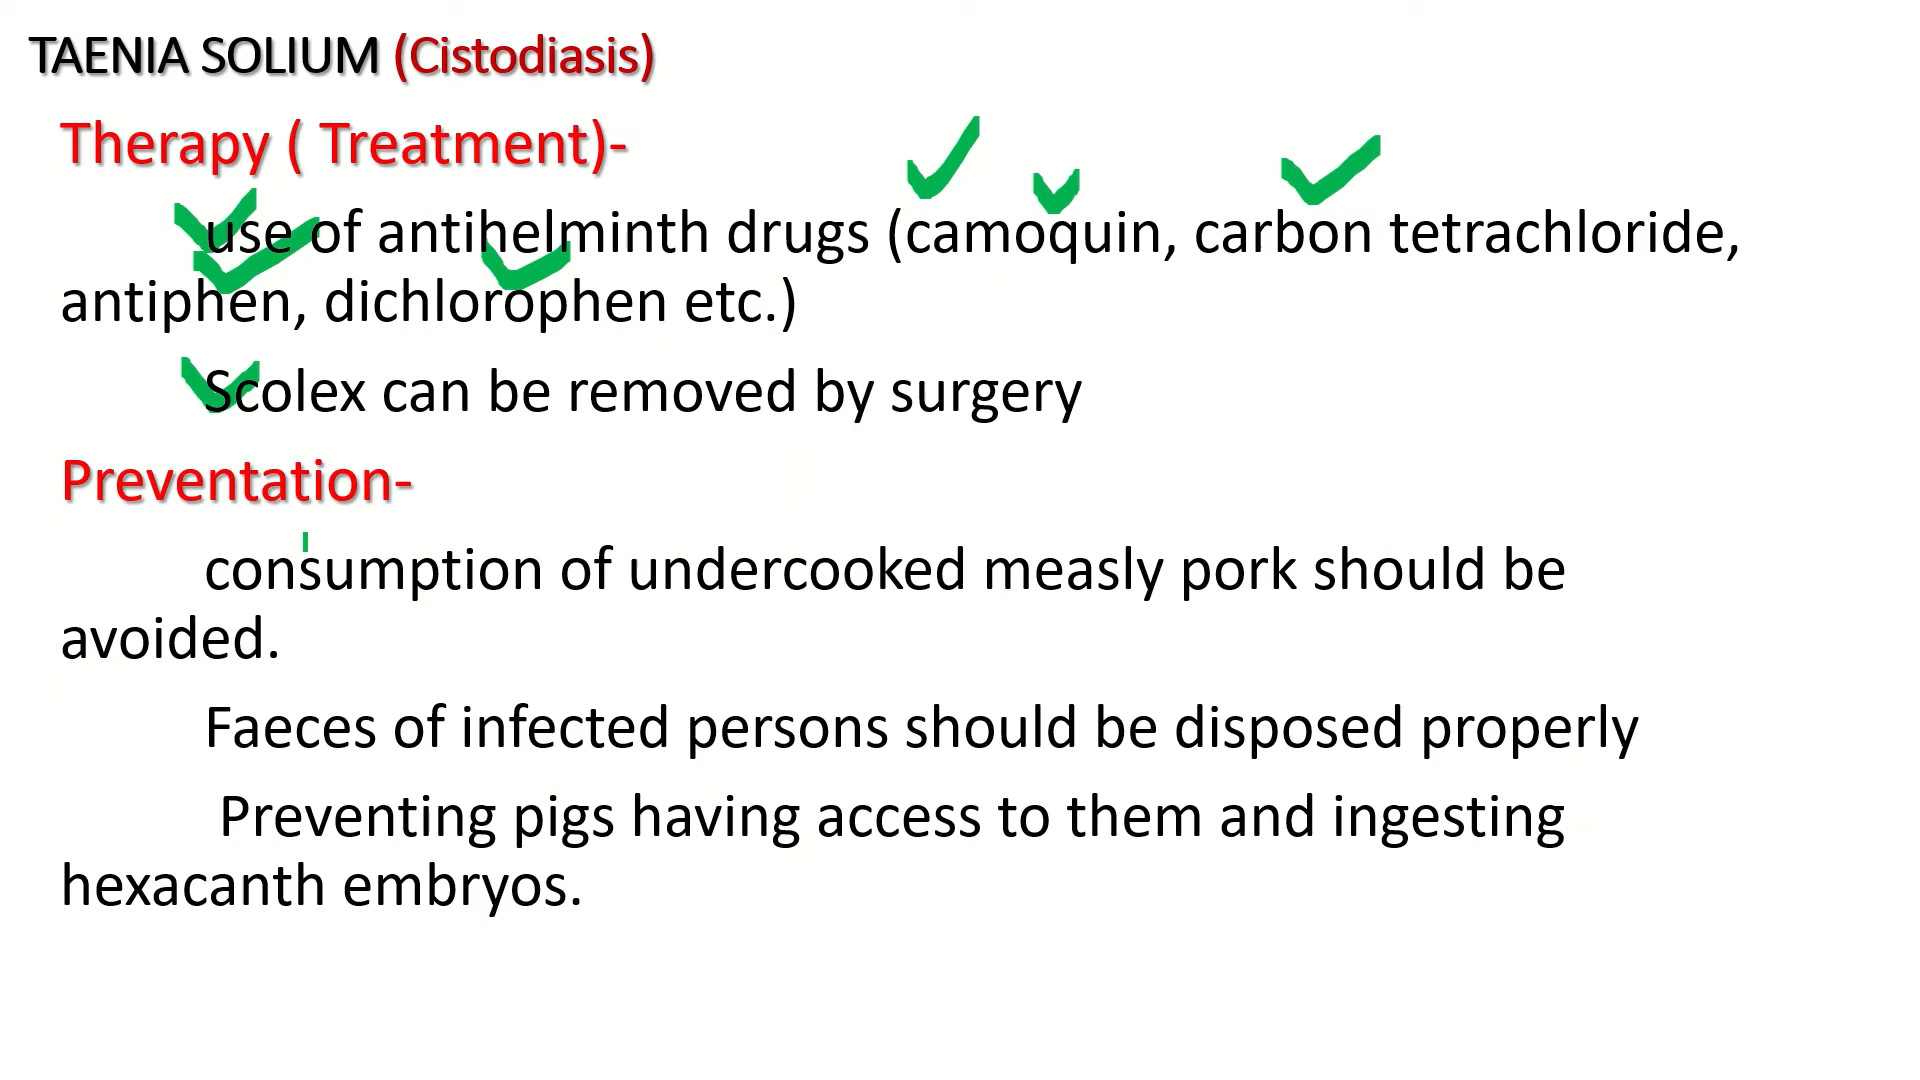 TAENIA SOLIUM (Cistodiasis)
Therapy ( Treatment)-
use of antihelminth drugs (camoquin, carbon tetrachloride,
antiphen, dichlorophen etc.)
Scolex can be removed by surgery
Preventation-
consumption of undercooked measly pork should be
avoided.
Faeces of infected persons should be disposed properly
Preventing pigs having access to them and ingesting
hexacanth embryos.